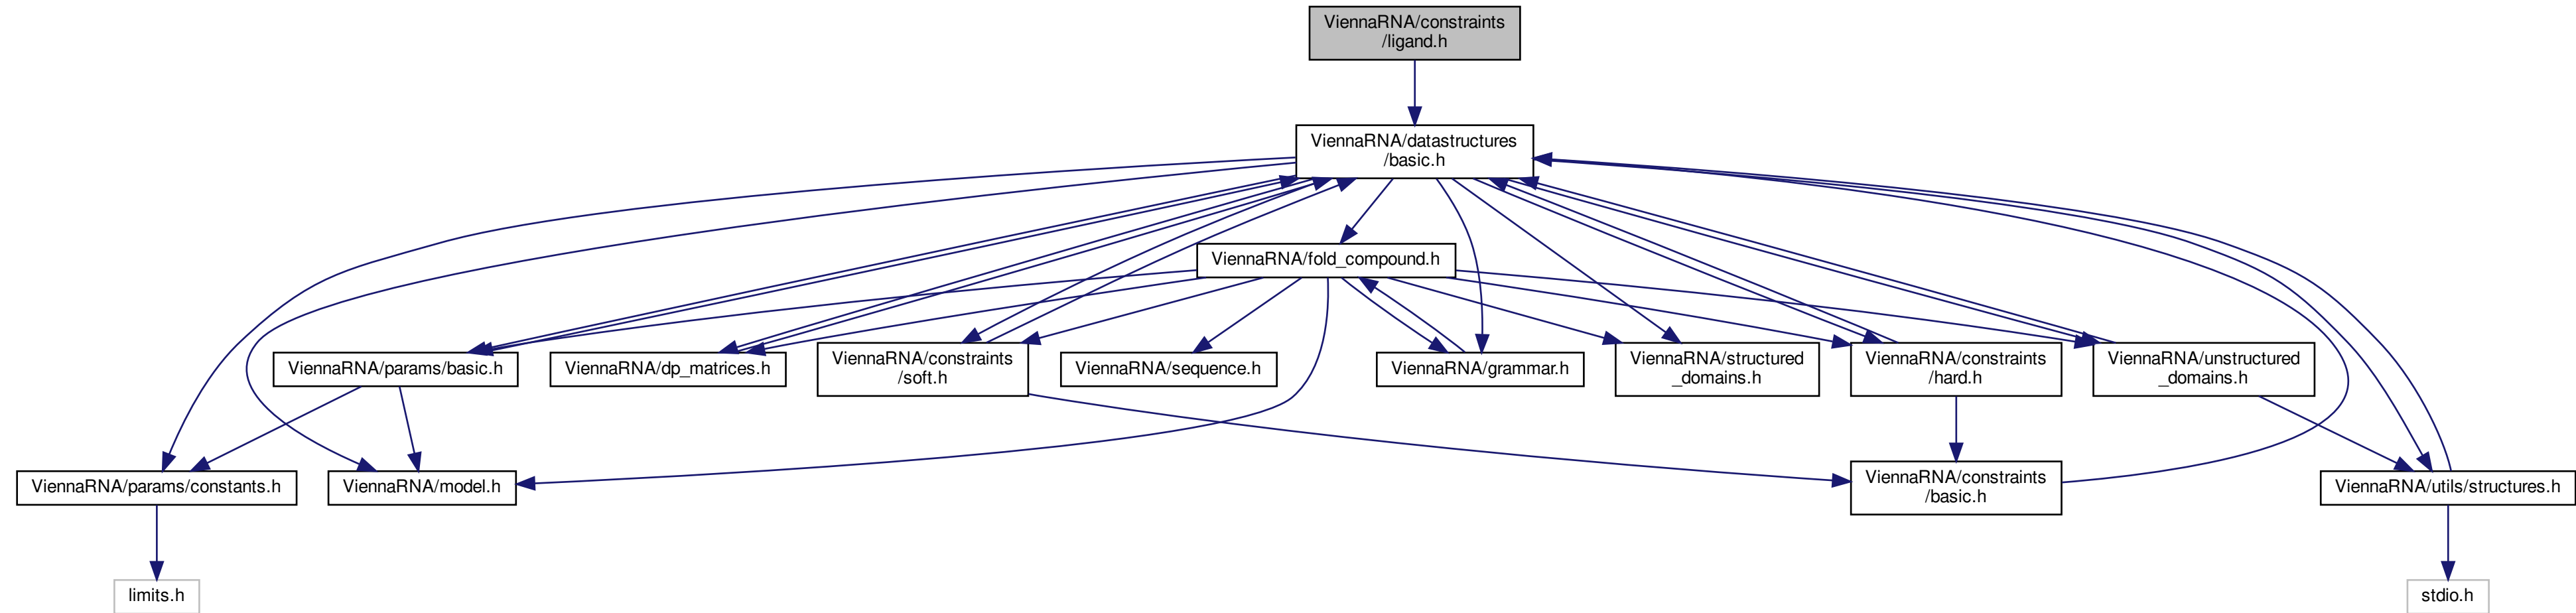 ViennaRNA/constraints
/ligand.h
ViennaRNA/datastructures
/basic.h
ViennaRNA/fold_compound.h
ViennaRNA/params/basic.h
ViennaRNA/dp_matrices.h
ViennaRNA/constraints
/soft.h
ViennaRNA/sequence.h
ViennaRNA/grammar.h
ViennaRNA/structured
_domains.h
ViennaRNA/constraints
/hard.h
ViennaRNA/unstructured
_domains.h
ViennaRNA/params/constants.h
ViennaRNA/model.h
ViennaRNA/constraints
/basic.h
ViennaRNA/utils/structures.h
limits.h
stdio.h